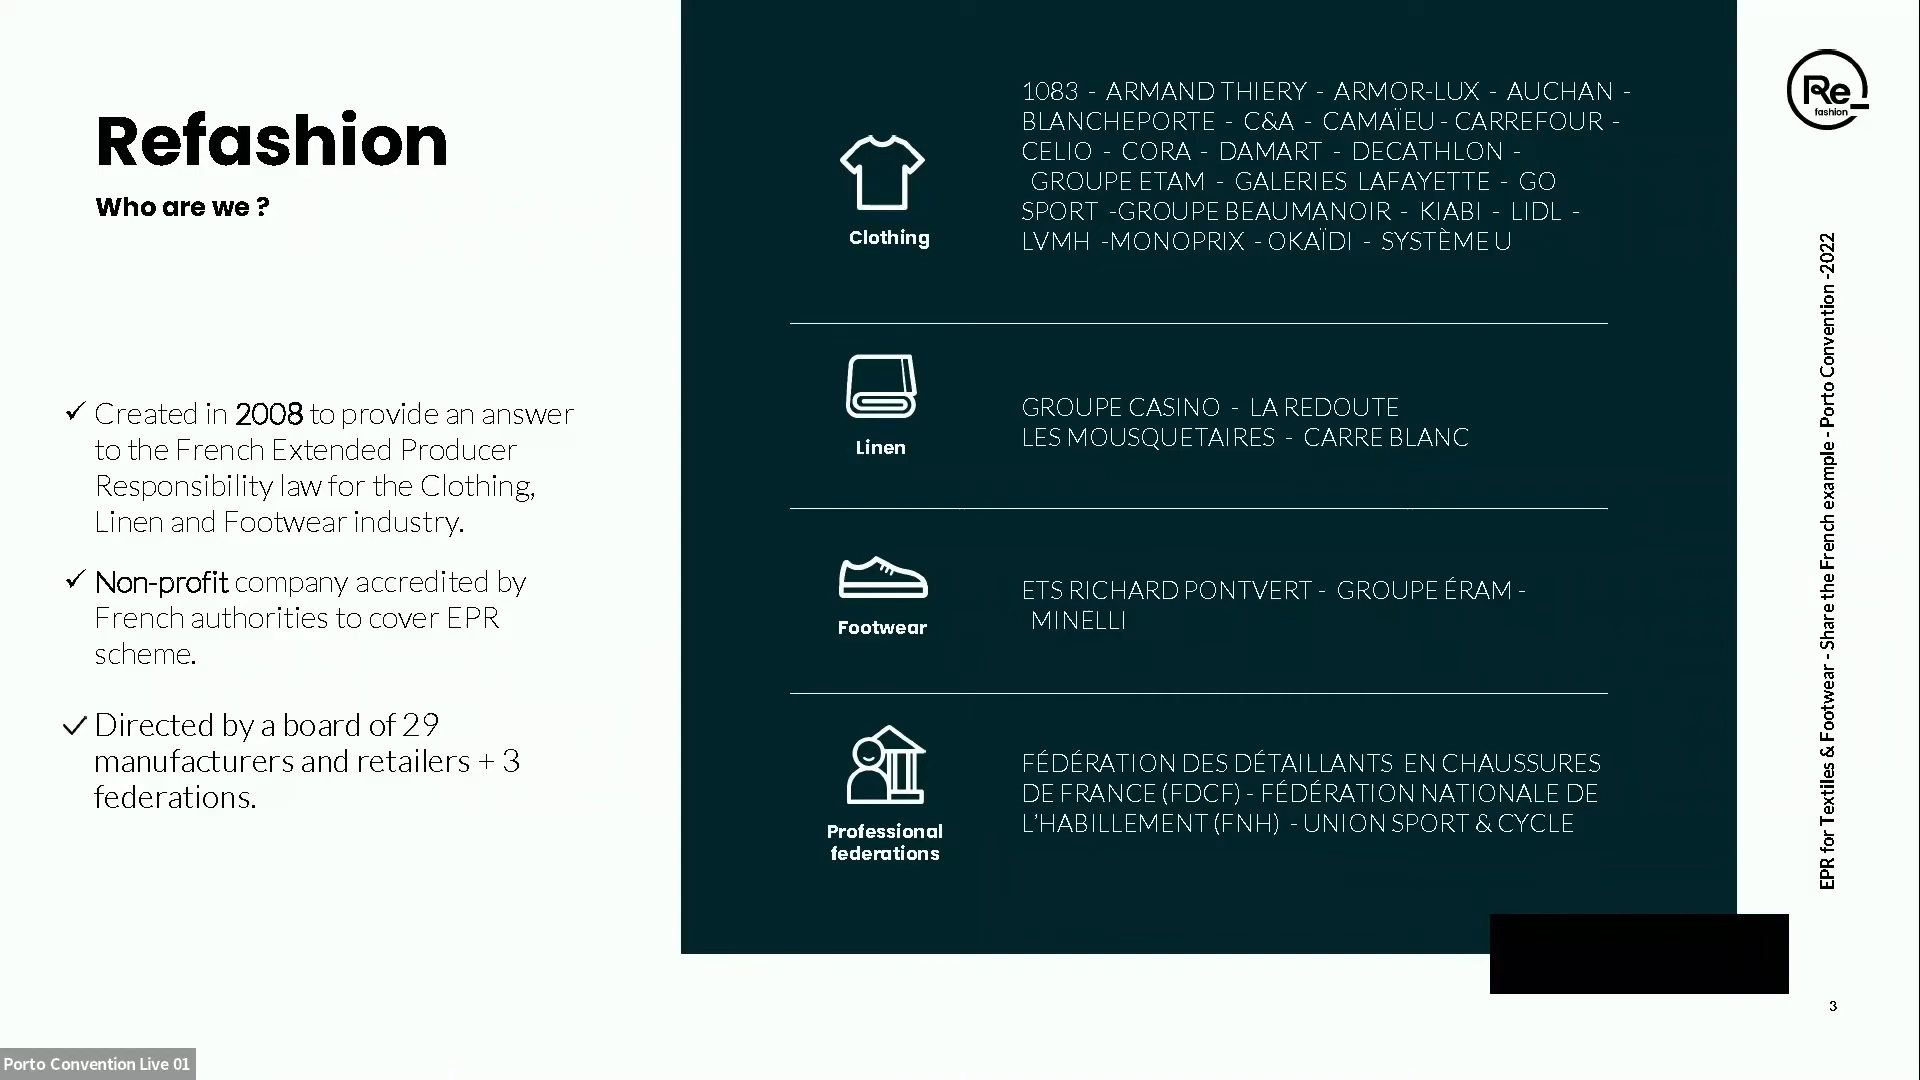 Refashion
Who are we ?
Created in 2008 to provide an answer
to the French Extended Producer
Responsibility law for the Clothing,
Linen and Footwear industry.
Non-profit company accredited by
French authorities to cover EPR
scheme.
Directed by a board of 29
manufacturers and retailers + 3
federations.
Clothing
1083 - ARMAND THIERY - ARMOR-LUX - AUCHAN -
BLANCHEPORTE - C&A - CAMAÏEU - CARREFOUR -
CELIO - CORA - DAMART - DECATHLON -
GROUPE ETAM - GALERIES LAFAYETTE - GO
SPORT -GROUPE BEAUMANOIR - KIABI - LIDL -
LVMH -MONOPRIX - OKAÏDI - SYSTÈME U
Linen
GROUPE CASINO - LA REDOUTE
LES MOUSQUETAIRES - CARRE BLANC
Footwear
ETS RICHARD PONTVERT - GROUPE ÉRAM -
MINELLI
Professional
federations
FÉDÉRATION DES DÉTAILLANTS EN CHAUSSURES
DE FRANCE (FDCF) - FÉDÉRATION NATIONALE DE
L’HABILLEMENT (FNH) - UNION SPORT & CYCLE
Re_
fashion
EPR for Textiles & Footwear - Share the French example - Porto Convention -2022
3
Porto Convention Live 01